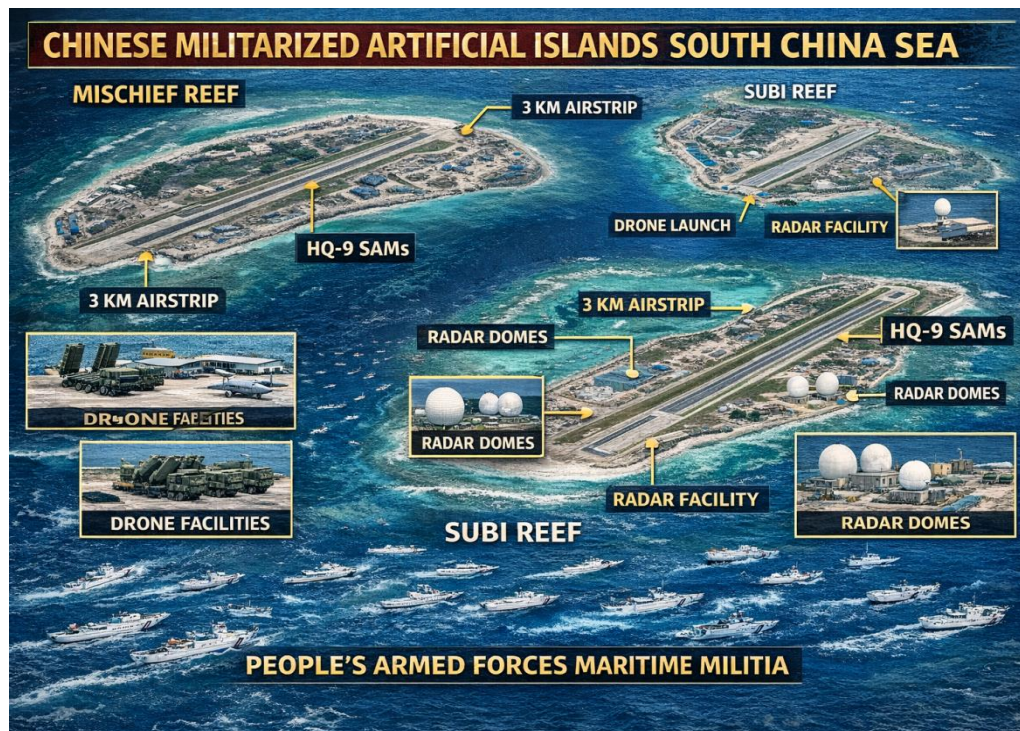 CHINESE MILITARIZED ARTIFICIAL ISLANDS SOUTH CHINA SEA
MISCHIEF REEF
3 KM AIRSTRIP
SUBI REEF
HQ-9 SAMs
DRONE LAUNCH
RADAR FACILITY
3 KM AIRSTRIP
3 KM AIRSTRIP
RADAR DOMES
HQ-9 SAMs
RADAR DOMES
RADAR DOMES
RADAR FACILITY
DRONE FACILITIES
RADAR DOMES
SUBI REEF
PEOPLE'S ARMED FORCES MARITIME MILITIA